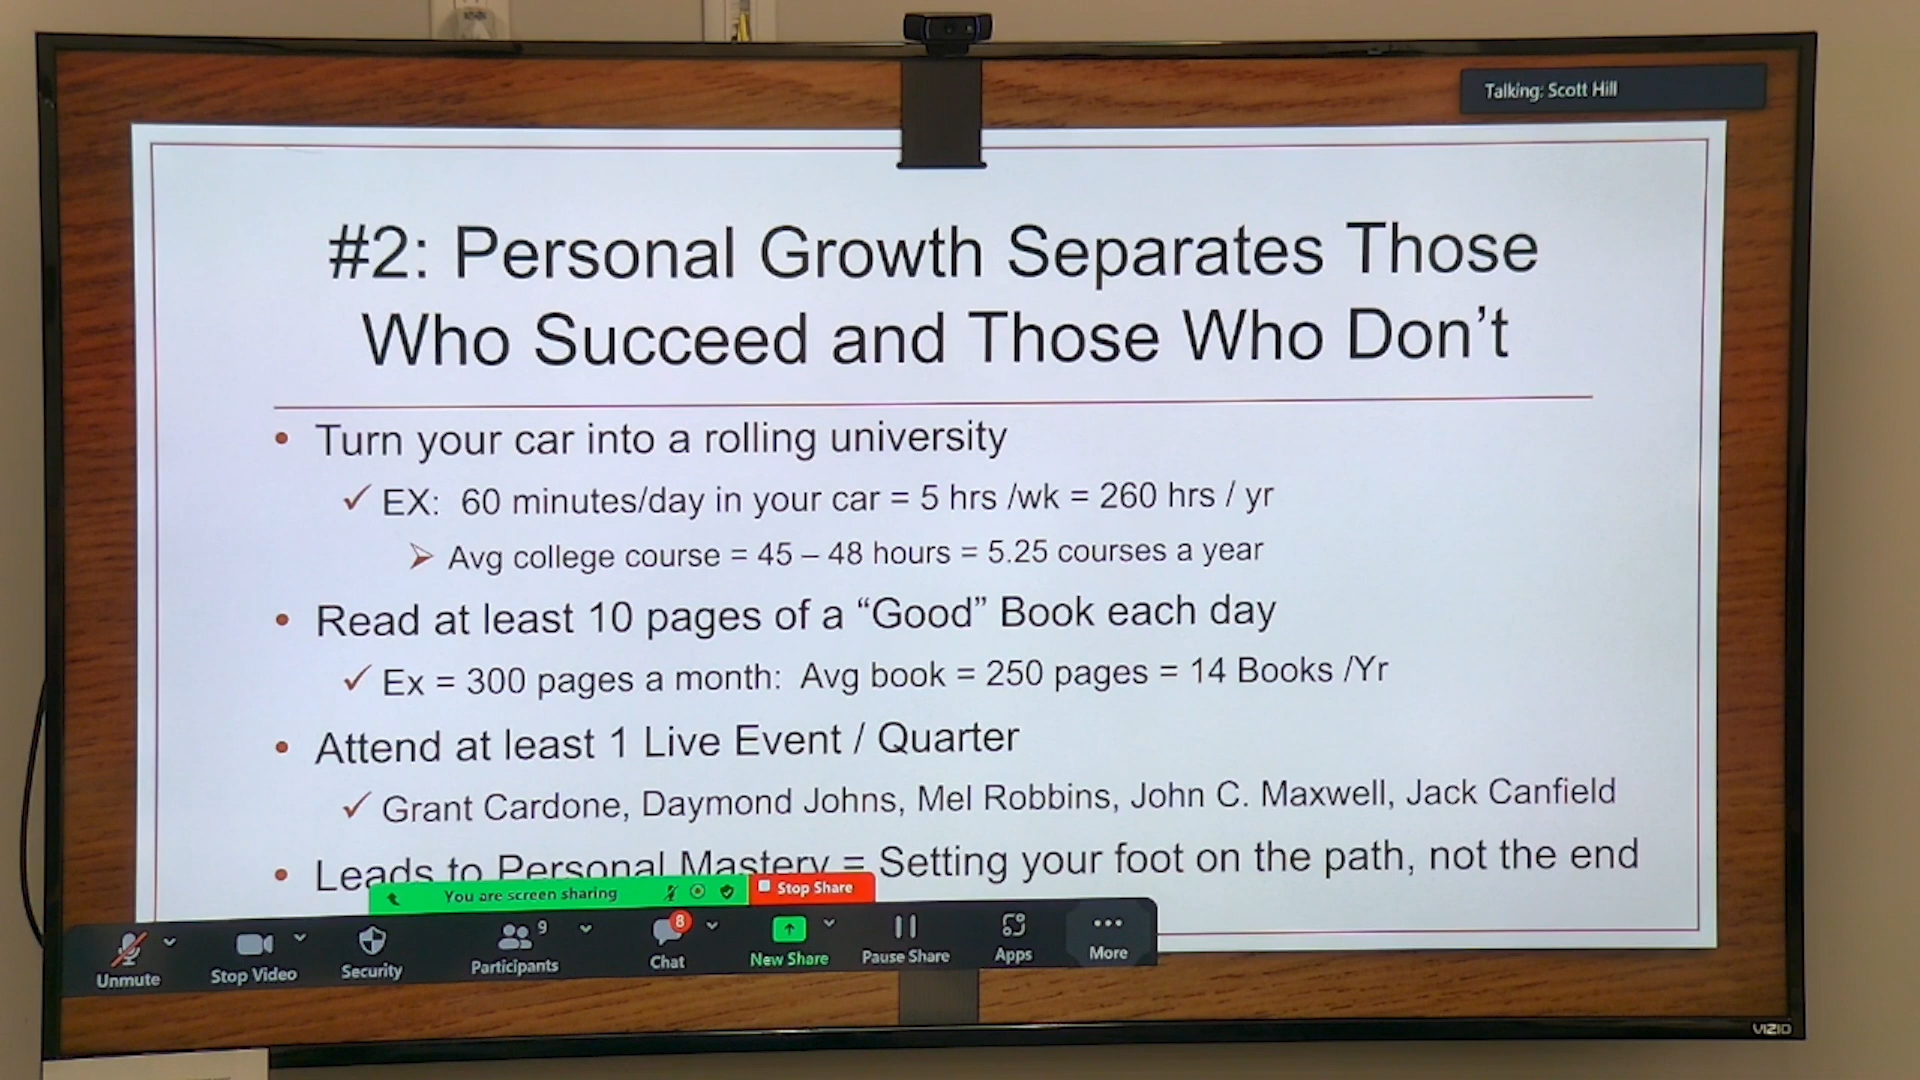 Talking: Scott Hill
#2: Personal Growth Separates Those
Who Succeed and Those Who Don't
• Turn your car into a rolling university
✓ EX: 60 minutes/day in your car = 5 hrs /wk = 260 hrs / yr
➢ Avg college course = 45 – 48 hours = 5.25 courses a year
• Read at least 10 pages of a “Good” Book each day
✓ Ex = 300 pages a month: Avg book = 250 pages = 14 Books /Yr
• Attend at least 1 Live Event / Quarter
✓ Grant Cardone, Daymond Johns, Mel Robbins, John C. Maxwell, Jack Canfield
• Leads to Personal Mastery = Setting your foot on the path, not the end
You are screen sharing
Stop Share
Unmute
Stop Video
Security
Participants
9
Chat
8
New Share
Pause Share
Apps
More
VIZIO